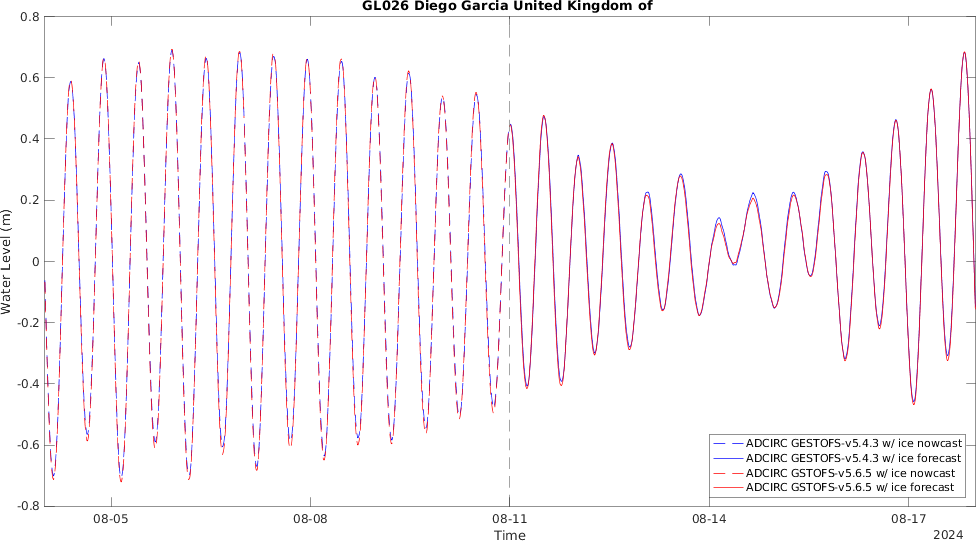 GL026 Diego Garcia United Kingdom of
0.8
0.6
0.4
0.2
0
-0.2
-0.4
-0.6
-0.8
Water Level (m)
08-05 08-08 08-11 08-14 08-17
Time
2024
ADCIRC GESTOFS-v5.4.3 w/ ice nowcast
ADCIRC GESTOFS-v5.4.3 w/ ice forecast
ADCIRC GSTOFS-v5.6.5 w/ ice nowcast
ADCIRC GSTOFS-v5.6.5 w/ ice forecast